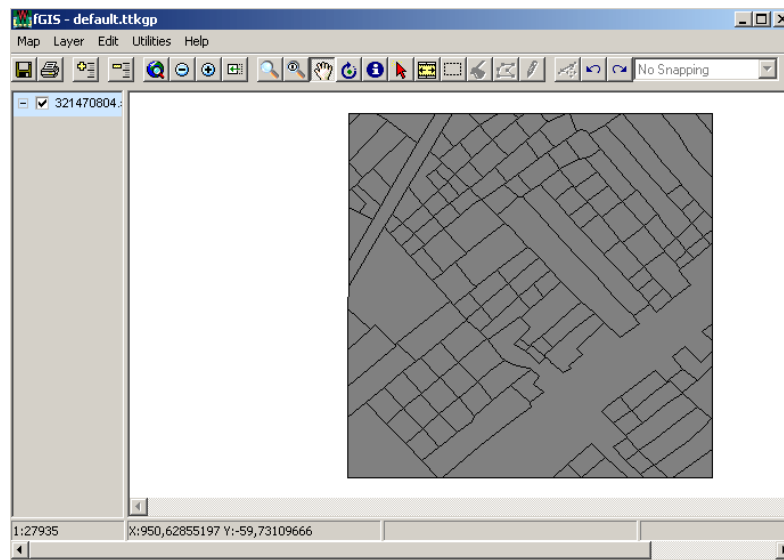 fGIS - default.ttkgp
Map Layer Edit Utilities Help
No Snapping
321470804.s
1:27935
X:950,62855197 Y:-59,73109666